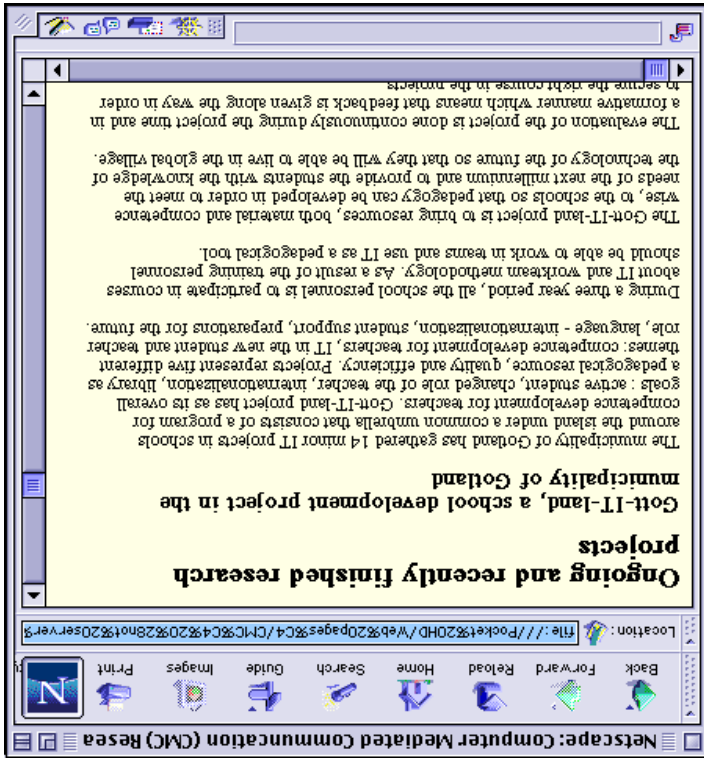 Netscape: Computer Mediated Communcation (CMC) Resea
Back Forward Reload Home Search Guide Images Print
Location: file:///Pocket%20HD/Web%20pages%C4/CMC%C4%20%28not%20server%
Ongoing and recently finished research
projects
Gott-IT-land, a school development project in the
municipality of Gotland
The municipality of Gotland has gathered 14 minor IT projects in schools
around the island under a common umbrella that consists of a program for
competence development for teachers. Gott-IT-land project has as its overall
goals : active student, changed role of the teacher, internationalization, library as
a pedagogical resource, quality and efficiency. Projects represent five different
themes: competence development for teachers, IT in the new student and teacher
role, language - internationalization, student support, preparations for the future.
During a three year period, all the school personnel is to participate in courses
about IT and workteam methodology. As a result of the training personnel
should be able to work in teams and use IT as a pedagogical tool.
The Gott-IT-land project is to bring resources, both material and competence
wise, to the schools so that pedagogy can be developed in order to meet the
needs of the next millennium and to provide the students with the knowledge of
the technology of the future so that they will be able to live in the global village.
The evaluation of the project is done continuously during the project time and in
a formative manner which means that feedback is given along the way in order
to secure the right course in the projects